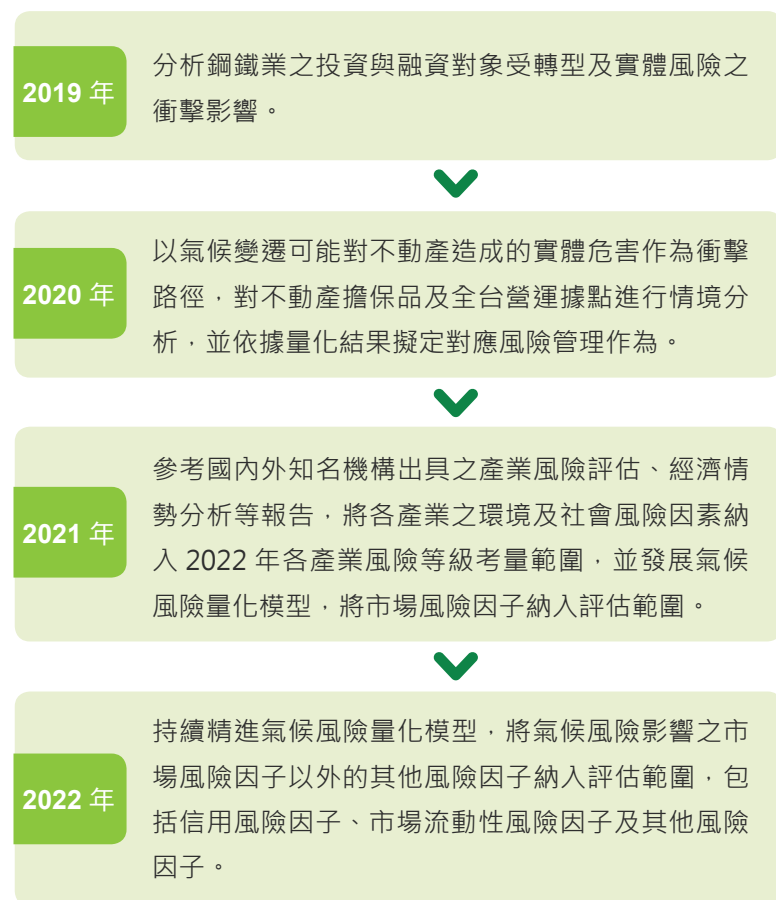 2019 年
分析鋼鐵業之投資與融資對象受轉型及實體風險之
衝擊影響。
2020 年
以氣候變遷可能對不動產造成的實體危害作為衝擊
路徑，對不動產擔保品及全台營運據點進行情境分
析，並依據量化結果擬定對應風險管理作為。
2021 年
參考國內外知名機構出具之產業風險評估、經濟情
勢分析等報告，將各產業之環境及社會風險因素納
入 2022 年各產業風險等級考量範圍，並發展氣候
風險量化模型，將市場風險因子納入評估範圍。
2022 年
持續精進氣候風險量化模型，將氣候風險影響之市
場風險因子以外的其他風險因子納入評估範圍，包
括信用風險因子、市場流動性風險因子及其他風險
因子。